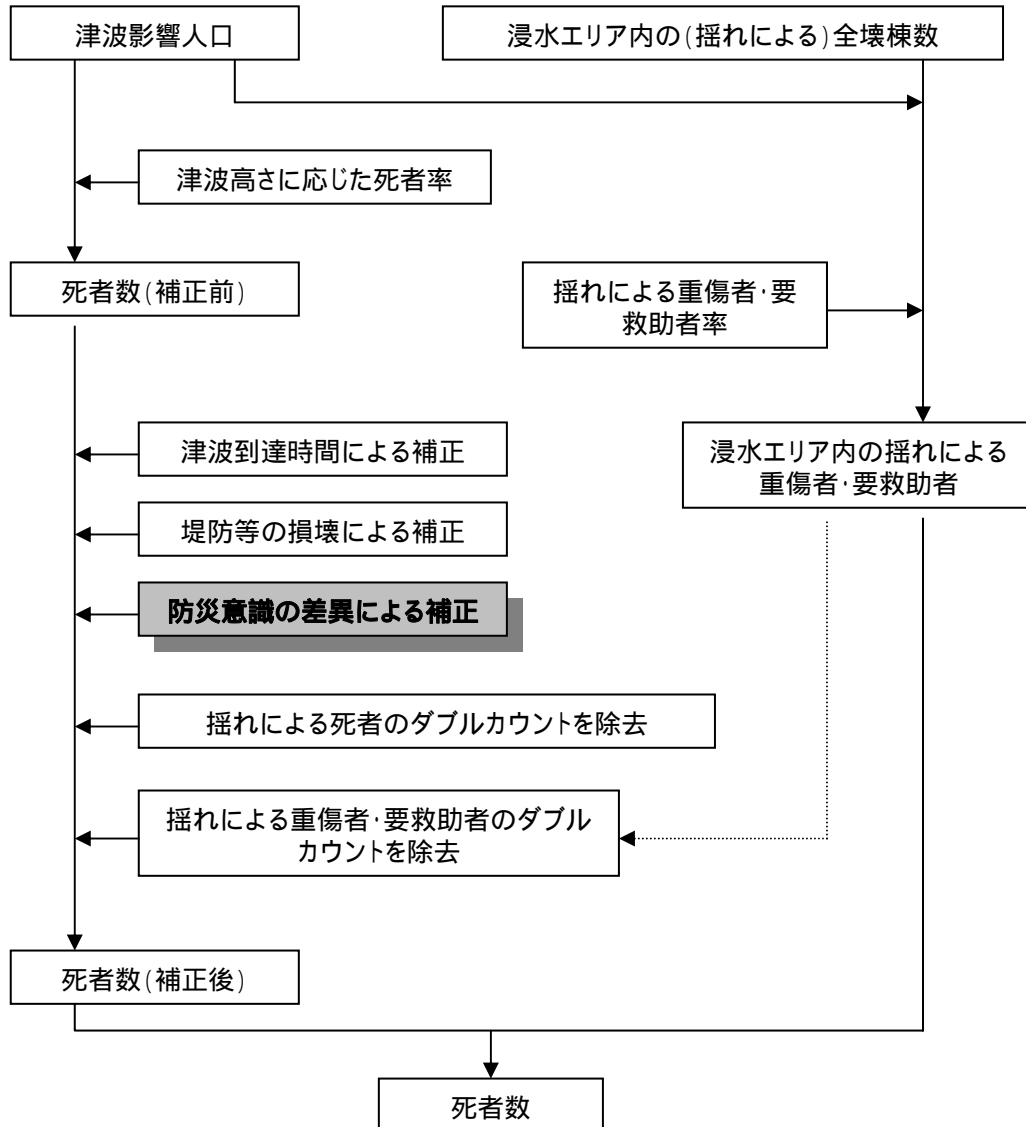 津波影響人口
浸水エリア内の(揺れによる)全壊棟数
津波高さに応じた死者率
死者数(補正前)
揺れによる重傷者･要
救助者率
津波到達時間による補正
浸水エリア内の揺れによる
重傷者･要救助者
堤防等の損壊による補正
防災意識の差異による補正
揺れによる死者のダブルカウントを除去
揺れによる重傷者･要救助者のダブル
カウントを除去
死者数(補正後)
死者数